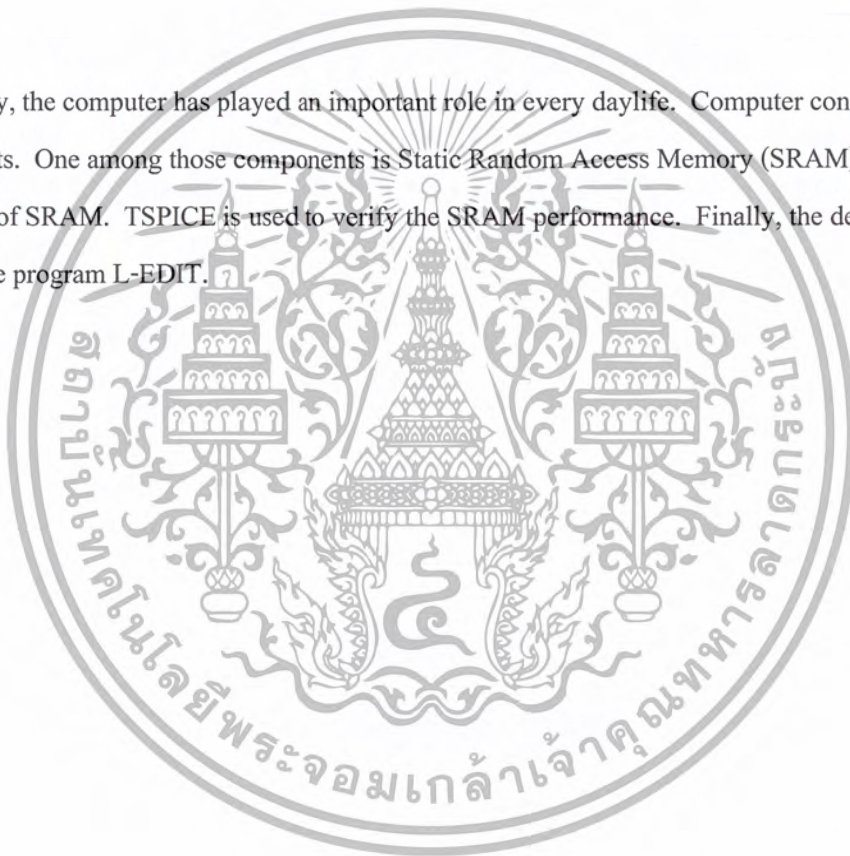 y, the computer has played an important role in every daylife. Computer con
ts. One among those components is Static Random Access Memory (SRAM)
of SRAM. TSPICE is used to verify the SRAM performance. Finally, the de
e program L-EDIT.
สถาบันเทคโนโลยีพระจอมเกล้าเจ้าคุณทหารลาดกระบัง